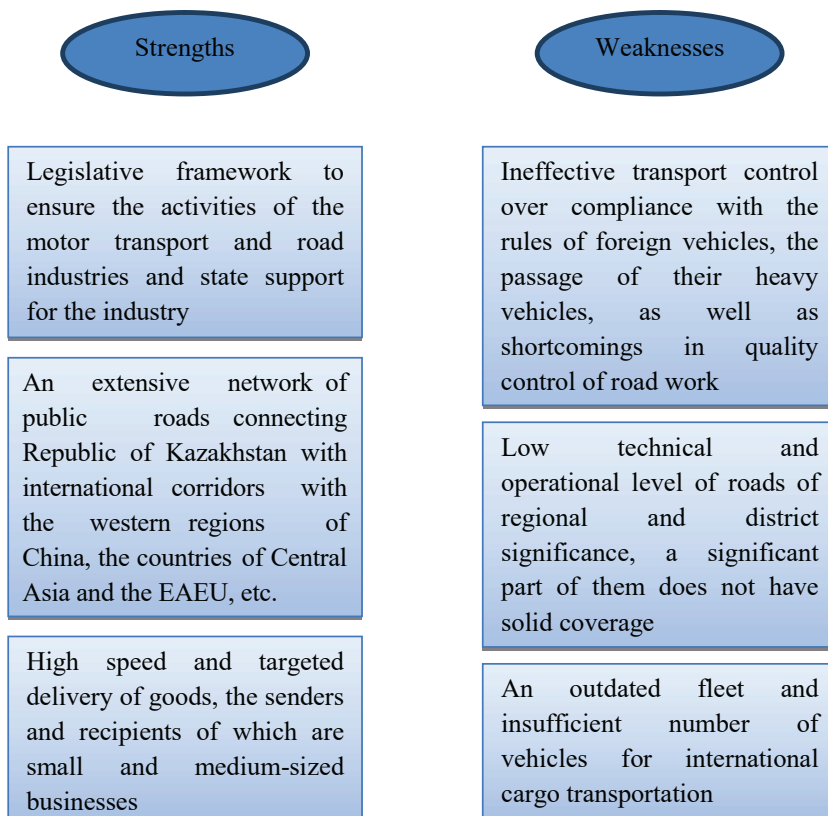 Strengths
Legislative framework to
ensure the activities of the
motor transport and road
industries and state support
for the industry
An extensive network of
public roads connecting
Republic of Kazakhstan with
international corridors with
the western regions of
China, the countries of Central
Asia and the EAEU, etc.
High speed and targeted
delivery of goods, the senders
and recipients of which are
small and medium-sized
businesses
Weaknesses
Ineffective transport control
over compliance with the
rules of foreign vehicles, the
passage of their heavy
vehicles, as well as
shortcomings in quality
control of road work
Low technical and
operational level of roads of
regional and district
significance, a significant
part of them does not have
solid coverage
An outdated fleet and
insufficient number of
vehicles for international
cargo transportation